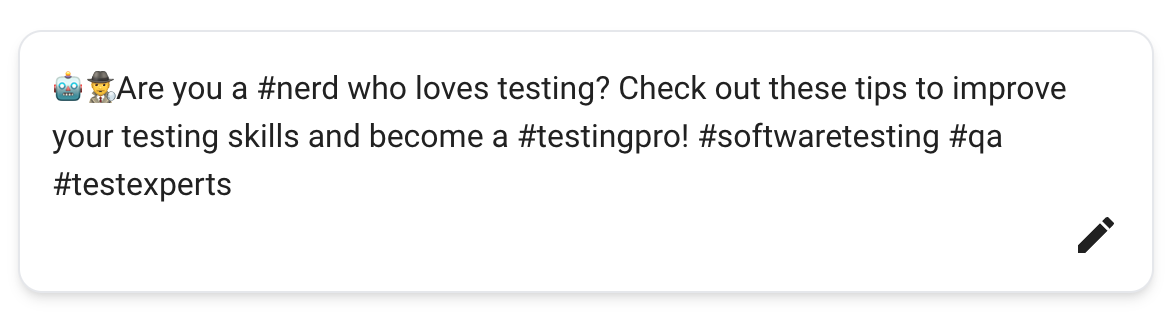 🤖🕵️Are you a #nerd who loves testing? Check out these tips to improve
your testing skills and become a #testingpro! #softwaretesting #qa
#testexperts